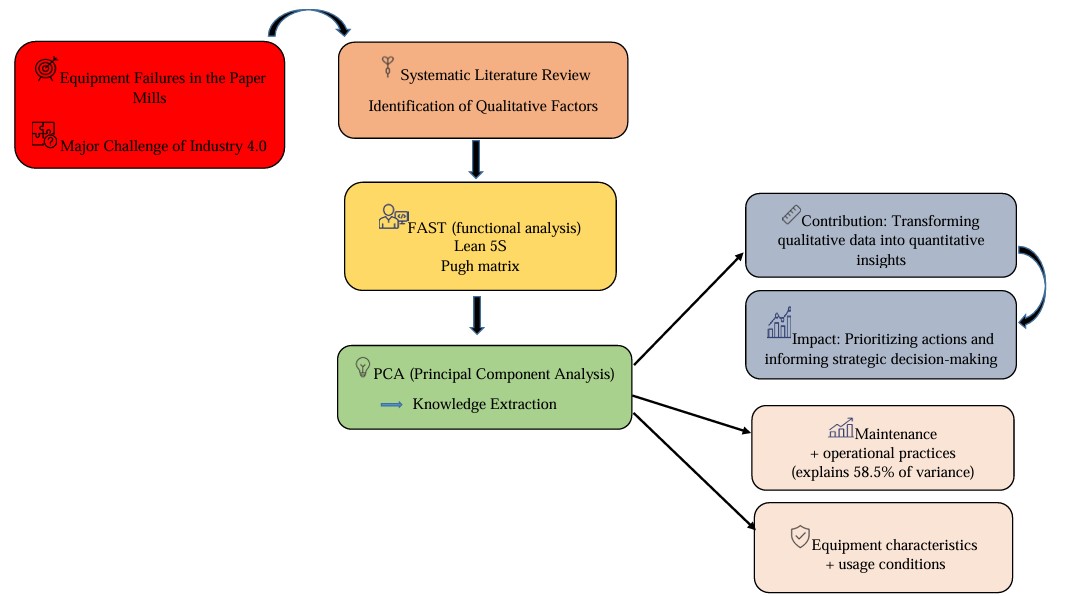 Equipment Failures in the Paper
Mills
Major Challenge of Industry 4.0
Systematic Literature Review
Identification of Qualitative Factors
FAST (functional analysis)
Lean 5S
Pugh matrix
PCA (Principal Component Analysis)
Knowledge Extraction
Contribution: Transforming
qualitative data into quantitative
insights
Impact: Prioritizing actions and
informing strategic decision-making
Maintenance
+ operational practices
(explains 58.5% of variance)
Equipment characteristics
+ usage conditions